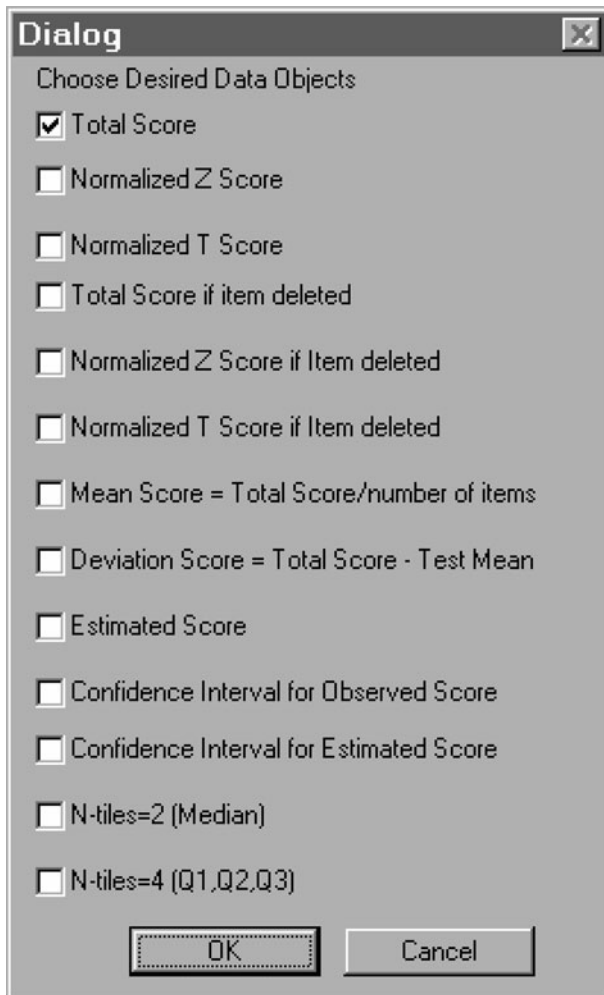 Dialog
Choose Desired Data Objects
Total Score
Normalized Z Score
Normalized T Score
Total Score if item deleted
Normalized Z Score if Item deleted
Normalized T Score if Item deleted
Mean Score = Total Score/number of items
Deviation Score = Total Score - Test Mean
Estimated Score
Confidence Interval for Observed Score
Confidence Interval for Estimated Score
N-tiles=2 (Median)
N-tiles=4 (Q1,Q2,Q3)
OK Cancel